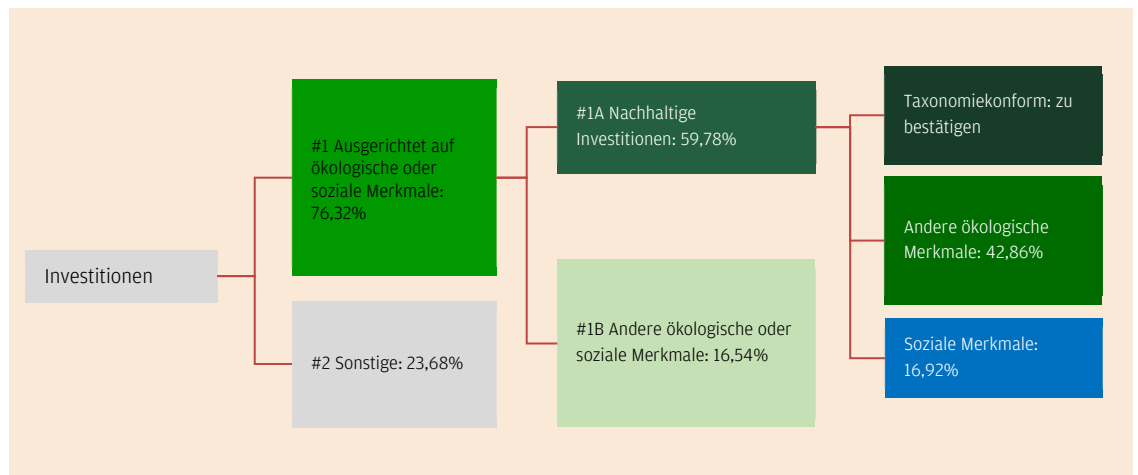 Investitionen
#1 Ausgerichtet auf
ökologische oder
soziale Merkmale:
76,32%
#2 Sonstige: 23,68%
#1A Nachhaltige
Investitionen: 59,78%
#1B Andere ökologische oder
soziale Merkmale: 16,54%
Taxonomiekonform: zu
bestätigen
Andere ökologische
Merkmale: 42,86%
Soziale Merkmale:
16,92%